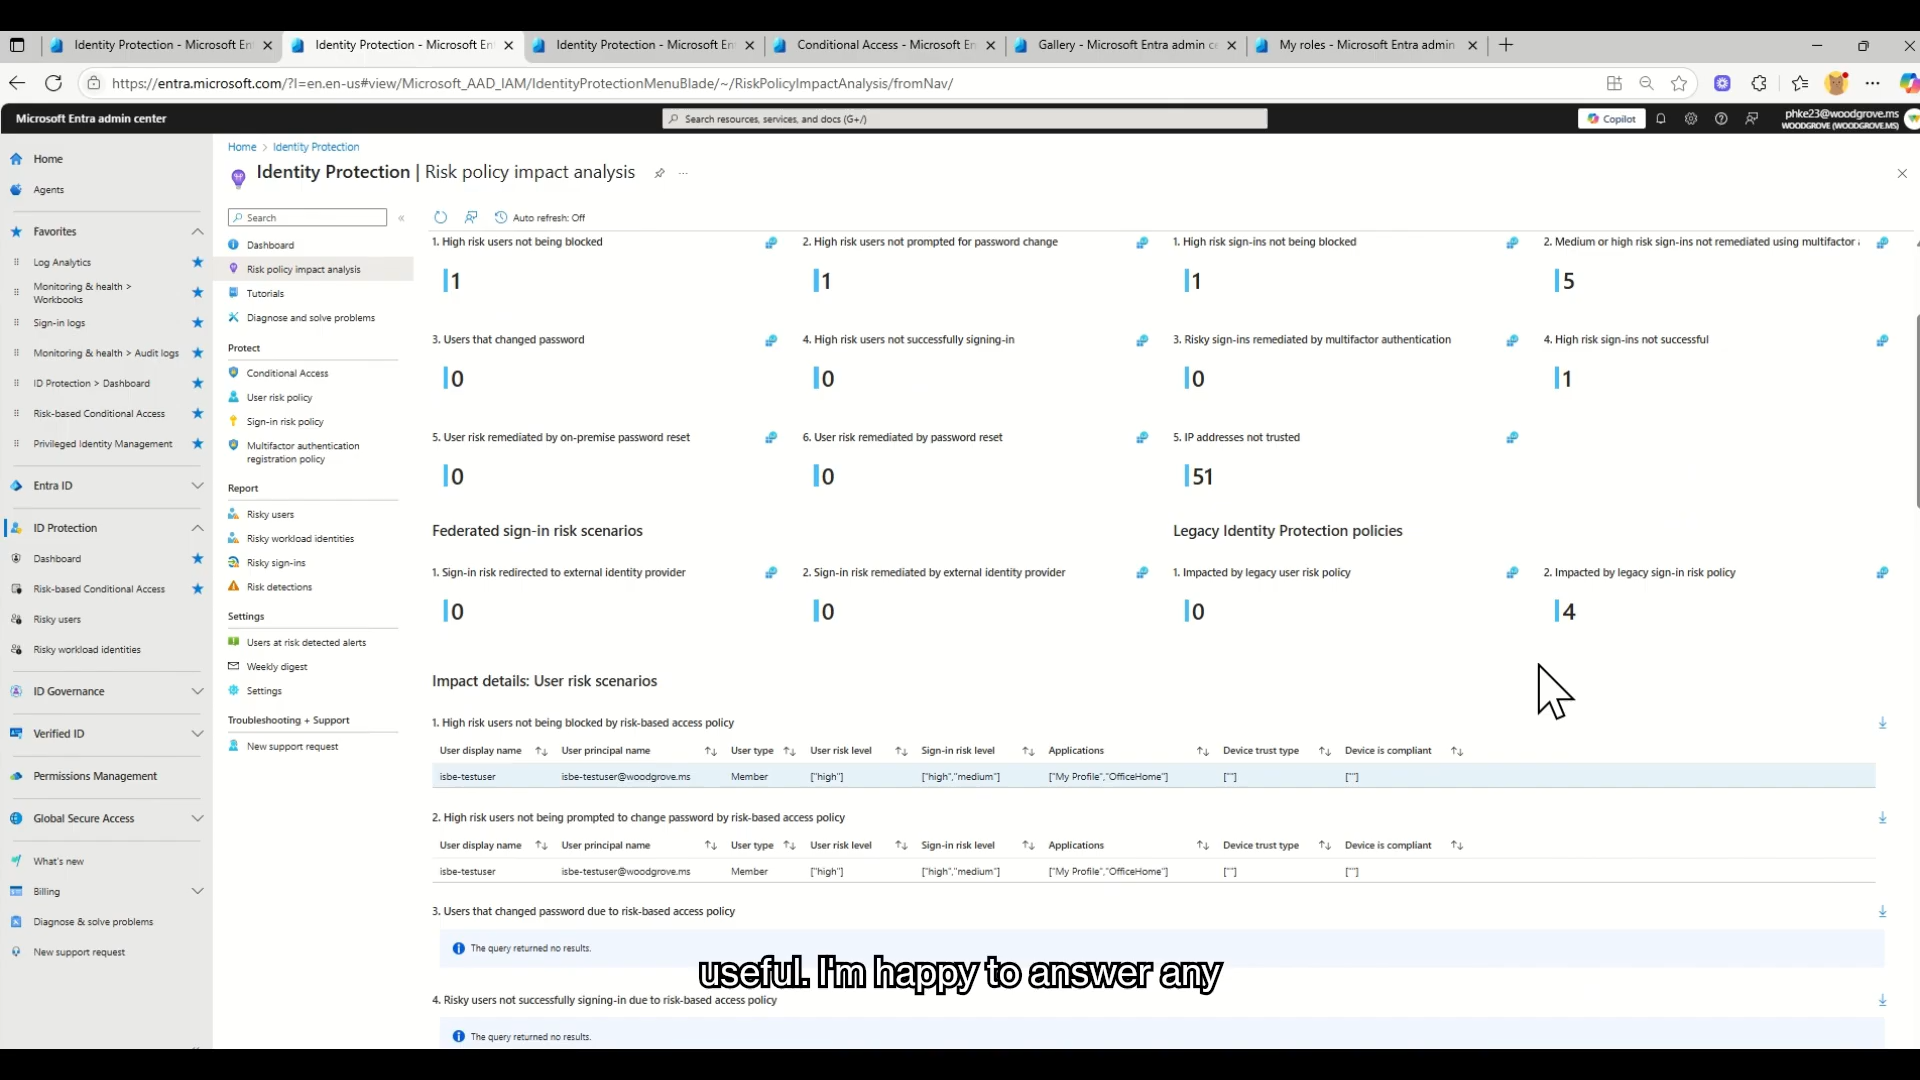 Identity Protection - Microsoft En
Identity Protection - Microsoft En
Identity Protection - Microsoft En
Conditional Access - Microsoft En
Gallery - Microsoft Entra admin ce
My roles - Microsoft Entra admin
https://entra.microsoft.com/?l=en.en-us#view/Microsoft_AAD_IAM/IdentityProtectionMenuBlade/~/RiskPolicyImpactAnalysis/fromNav/
Microsoft Entra admin center
Search resources, services, and docs (G+/)
Copilot
phke23@woodgrove.ms
WOODGROVE (WOODGROVE.MS)
Home
Agents
Favorites
Log Analytics
Monitoring & health >
Workbooks
Sign-in logs
Monitoring & health > Audit logs
ID Protection > Dashboard
Risk-based Conditional Access
Privileged Identity Management
Entra ID
ID Protection
Dashboard
Risk-based Conditional Access
Risky users
Risky workload identities
ID Governance
Verified ID
Permissions Management
Global Secure Access
What's new
Billing
Diagnose & solve problems
New support request
Home > Identity Protection
Identity Protection | Risk policy impact analysis
Search
Dashboard
Risk policy impact analysis
Tutorials
Diagnose and solve problems
Protect
Conditional Access
User risk policy
Sign-in risk policy
Multifactor authentication
registration policy
Report
Risky users
Risky workload identities
Risky sign-ins
Risk detections
Settings
Users at risk detected alerts
Weekly digest
Settings
Troubleshooting + Support
New support request
Auto refresh: Off
1. High risk users not being blocked
1
2. High risk users not prompted for password change
1
1. High risk sign-ins not being blocked
1
2. Medium or high risk sign-ins not remediated using multifactor
5
3. Users that changed password
0
4. High risk users not successfully signing-in
0
3. Risky sign-ins remediated by multifactor authentication
0
4. High risk sign-ins not successful
1
5. User risk remediated by on-premise password reset
0
6. User risk remediated by password reset
0
5. IP addresses not trusted
51
Federated sign-in risk scenarios
Legacy Identity Protection policies
1. Sign-in risk redirected to external identity provider
0
2. Sign-in risk remediated by external identity provider
0
1. Impacted by legacy user risk policy
0
2. Impacted by legacy sign-in risk policy
4
Impact details: User risk scenarios
1. High risk users not being blocked by risk-based access policy
User display name User principal name User type User risk level Sign-in risk level Applications Device trust type Device is compliant
isbe-testuser isbe-testuser@woodgrove.ms Member ["high"] ["high","medium"] ["My Profile","OfficeHome"] [""] [""]
2. High risk users not being prompted to change password by risk-based access policy
User display name User principal name User type User risk level Sign-in risk level Applications Device trust type Device is compliant
isbe-testuser isbe-testuser@woodgrove.ms Member ["high"] ["high","medium"] ["My Profile","OfficeHome"] [""] [""]
3. Users that changed password due to risk-based access policy
The query returned no results.
useful. I'm happy to answer any
4. Risky users not successfully signing-in due to risk-based access policy
The query returned no results.